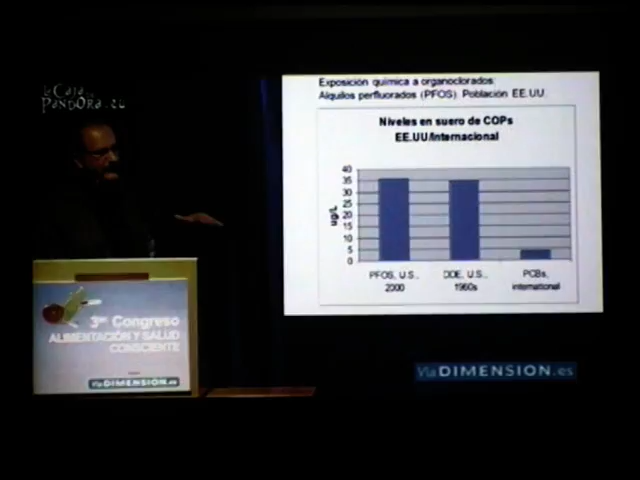 la Caja de
PandOra.eu
Exposición química a organoclorados
Alquilos perfluorados (PFOS). Población EE.UU.
Niveles en suero de COPs
EE.UU/Internacional
ug/L
40
35
30
25
20
15
10
5
0
PFOS, U.S.,
2000
DDE, U.S.,
1960s
PCBs,
international
3er Congreso
ALIMENTACIÓN Y SALUD
CONSCIENTE
VíaDIMENSION.es
VíaDIMENSION.es